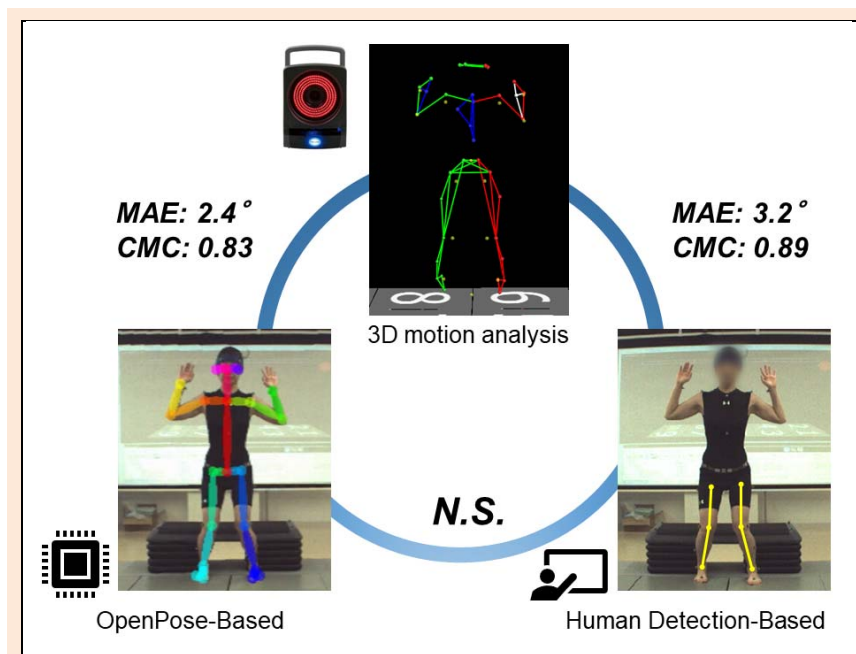 MAE: 2.4°
CMC: 0.83
MAE: 3.2°
CMC: 0.89
8
3D motion analysis
N.S.
OpenPose-Based
Human Detection-Based